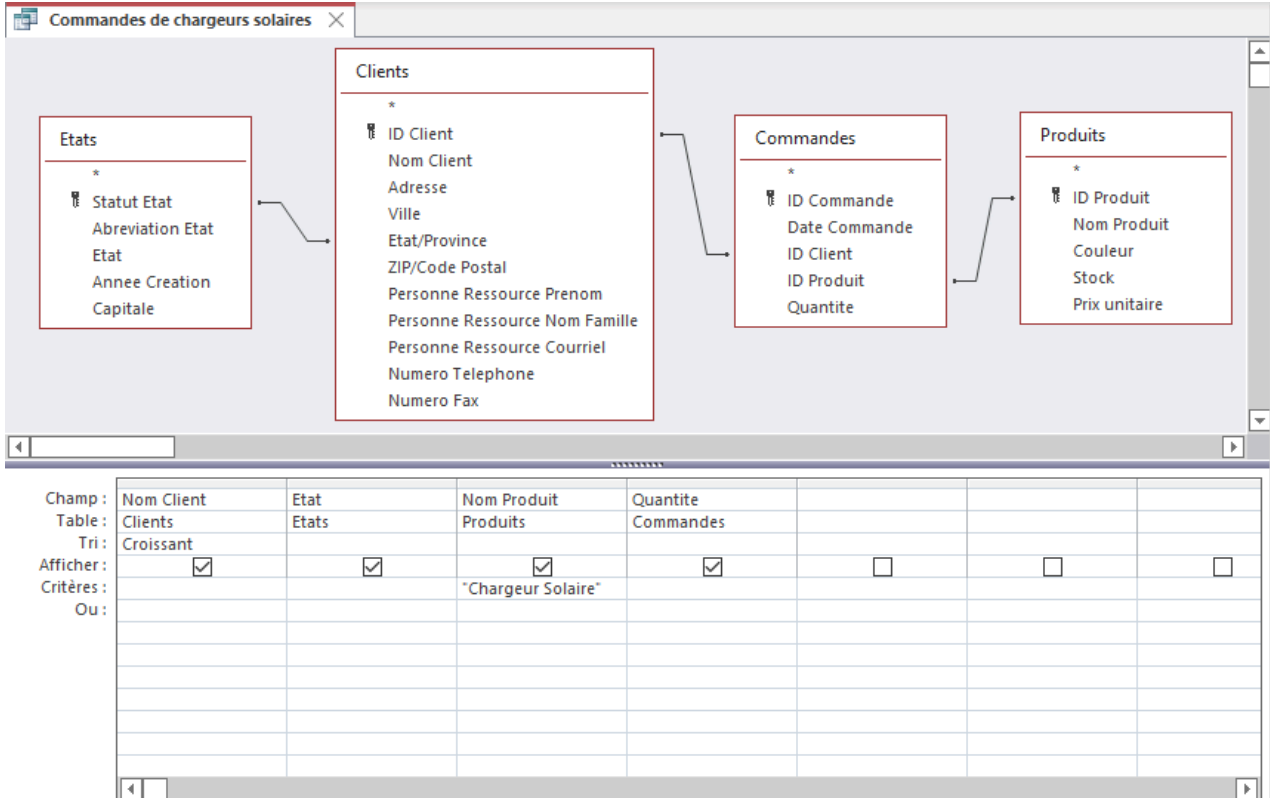 Commandes de chargeurs solaires
Etats
*
Statut Etat
Abreviation Etat
Etat
Annee Creation
Capitale
Clients
*
ID Client
Nom Client
Adresse
Ville
Etat/Province
ZIP/Code Postal
Personne Ressource Prenom
Personne Ressource Nom Famille
Personne Ressource Courriel
Numero Telephone
Numero Fax
Commandes
*
ID Commande
Date Commande
ID Client
ID Produit
Quantite
Produits
*
ID Produit
Nom Produit
Couleur
Stock
Prix unitaire
Champ : Nom Client Etat Nom Produit Quantite
Table : Clients Etats Produits Commandes
Tri : Croissant
Afficher :
Critères : "Chargeur Solaire"
Ou :